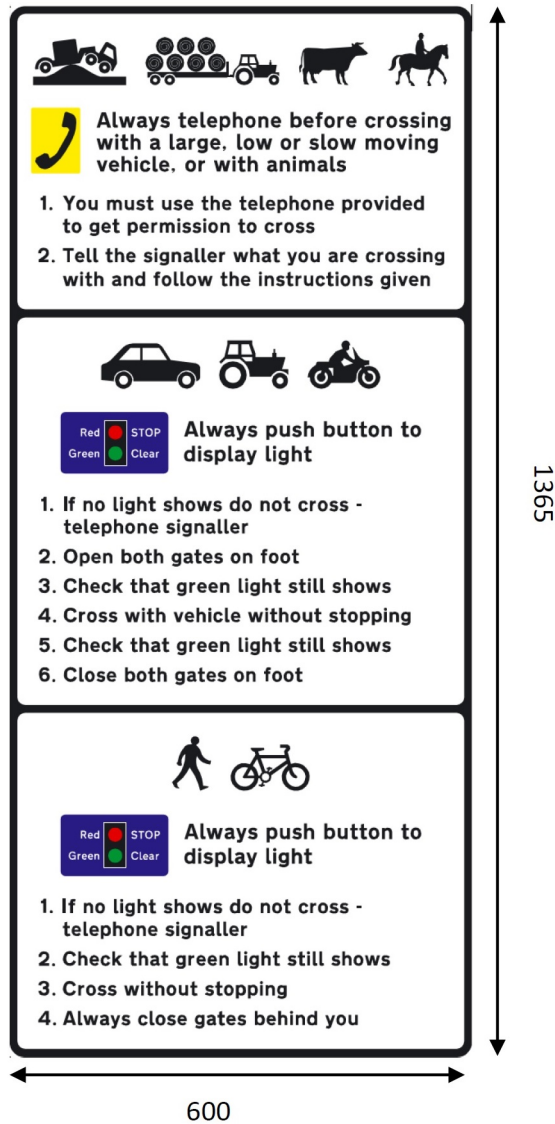 Always telephone before crossing
with a large, low or slow moving
vehicle, or with animals
1. You must use the telephone provided
to get permission to cross
2. Tell the signaller what you are crossing
with and follow the instructions given
Red STOP
Green Clear
Always push button to
display light
1. If no light shows do not cross -
telephone signaller
2. Open both gates on foot
3. Check that green light still shows
4. Cross with vehicle without stopping
5. Check that green light still shows
6. Close both gates on foot
Red STOP
Green Clear
Always push button to
display light
1. If no light shows do not cross -
telephone signaller
2. Check that green light still shows
3. Cross without stopping
4. Always close gates behind you
1365
600